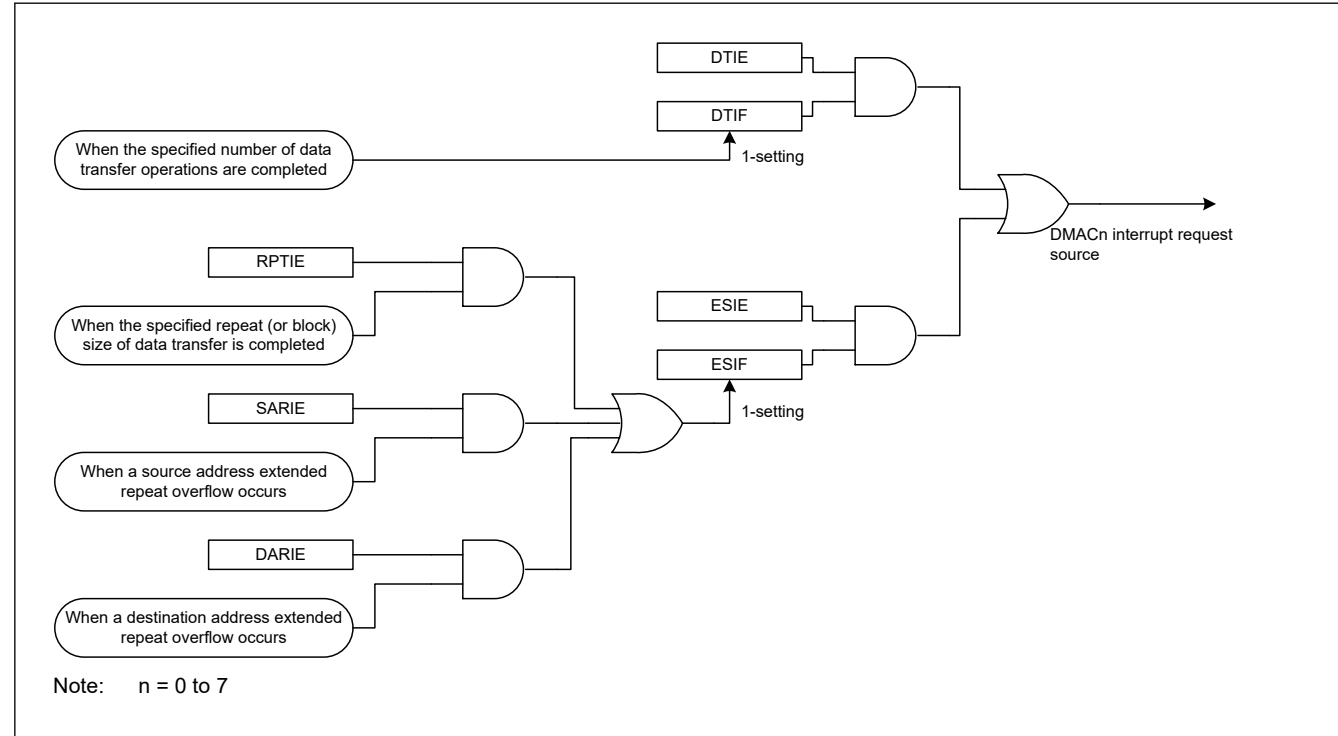 DTIE
DTIF
When the specified number of data
transfer operations are completed
1-setting
DMACn interrupt request
source
RPTIE
When the specified repeat (or block)
size of data transfer is completed
ESIE
ESIF
1-setting
SARIE
When a source address extended
repeat overflow occurs
DARIE
When a destination address extended
repeat overflow occurs
Note: n = 0 to 7